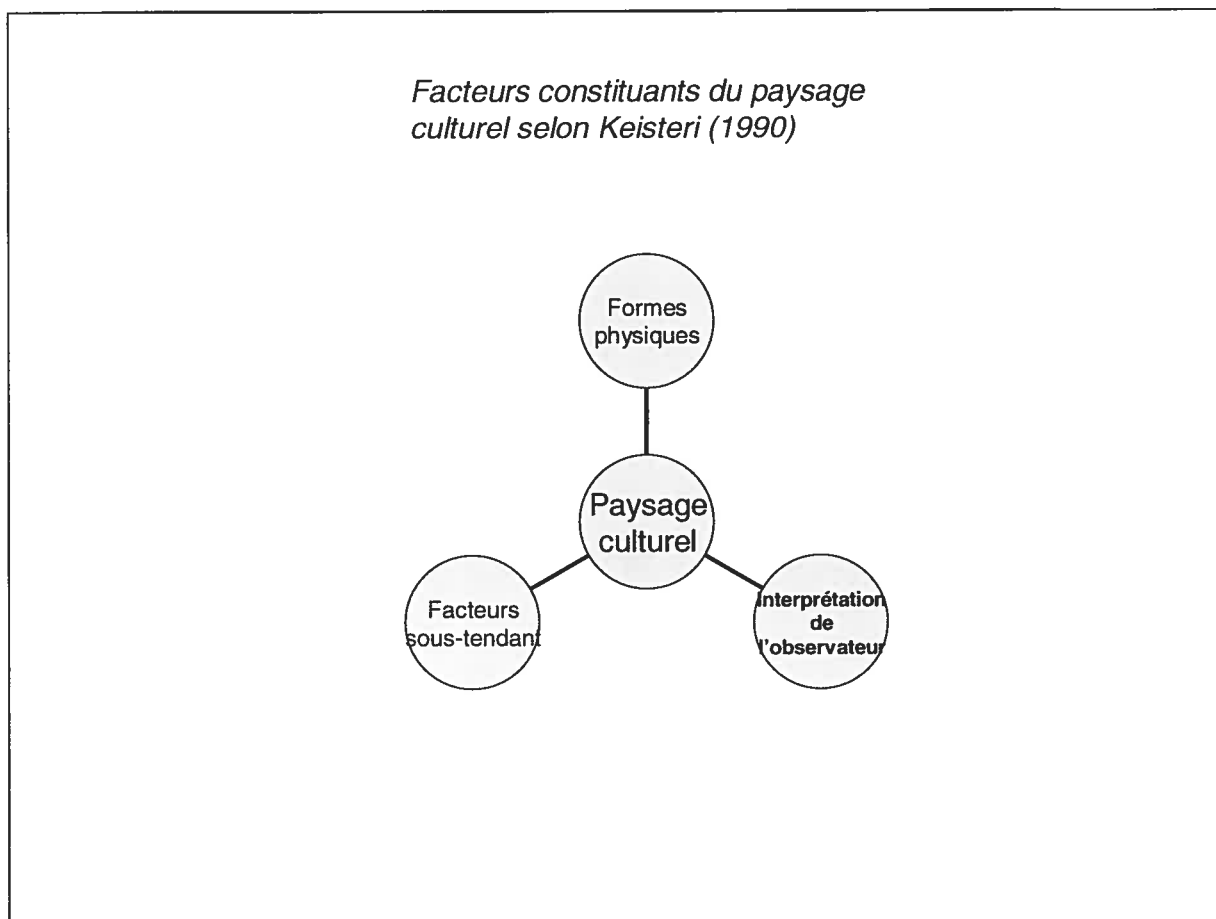 Facteurs constituants du paysage
culturel selon Keisteri (1990)
Formes
physiques
Paysage
culturel
Facteurs
sous-tendant
Interprétation
de
l'observateur